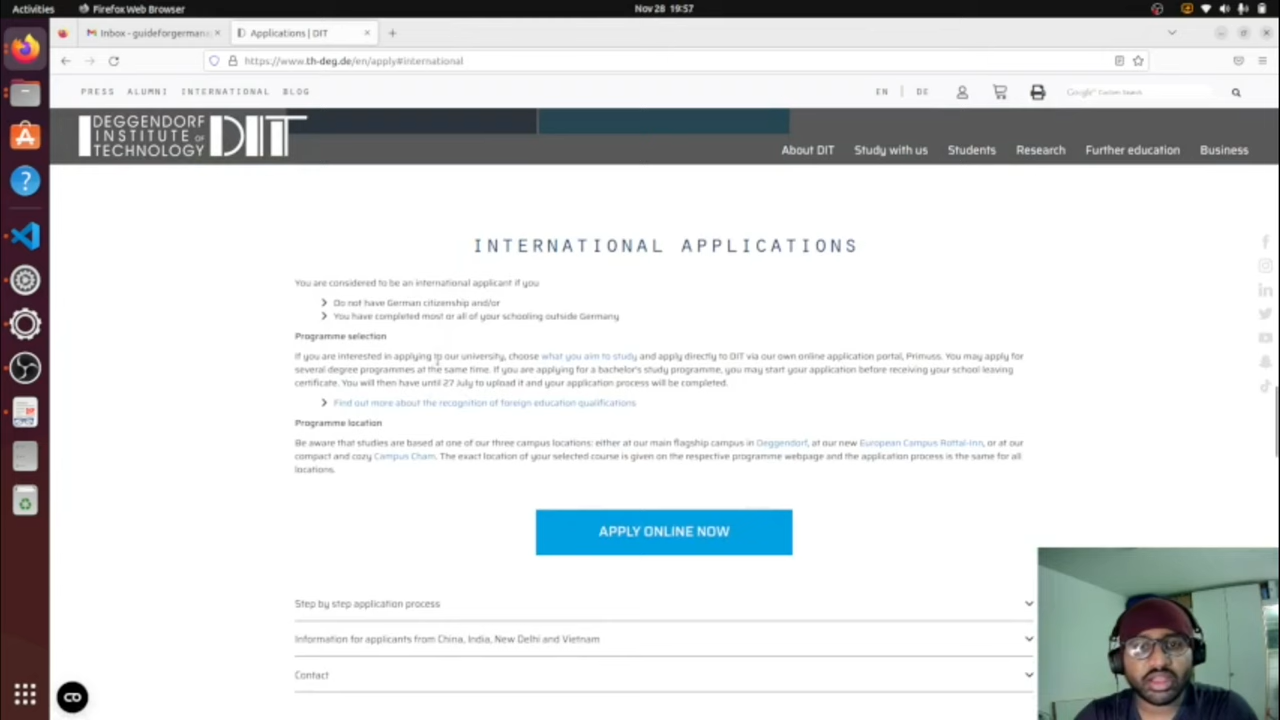 Activities
Firefox Web Browser
Nov 28 19:57
Inbox - guideforgerman
Applications | DIT
https://www.th-deg.de/en/apply#international
PRESS ALUMNI INTERNATIONAL BLOG
EN | DE
Google Custom Search
DEGGENDORF
INSTITUTE OF
TECHNOLOGY
DIT
About DIT Study with us Students Research Further education Business
INTERNATIONAL APPLICATIONS
You are considered to be an international applicant if you
Do not have German citizenship and/or
You have completed most or all of your schooling outside Germany
Programme selection
If you are interested in applying to our university, choose what you aim to study and apply directly to DIT via our own online application portal, Primuss. You may apply for
several degree programmes at the same time. If you are applying for a bachelor's study programme, you may start your application before receiving your school leaving
certificate. You will then have until 27 July to upload it and your application process will be completed.
Find out more about the recognition of foreign education qualifications
Programme location
Be aware that studies are based at one of our three campus locations: either at our main flagship campus in Deggendorf, at our new European Campus Rottal-Inn, or at our
compact and cozy Campus Cham. The exact location of your selected course is given on the respective programme webpage and the application process is the same for all
locations.
APPLY ONLINE NOW
Step by step application process
Information for applicants from China, India, New Delhi and Vietnam
Contact